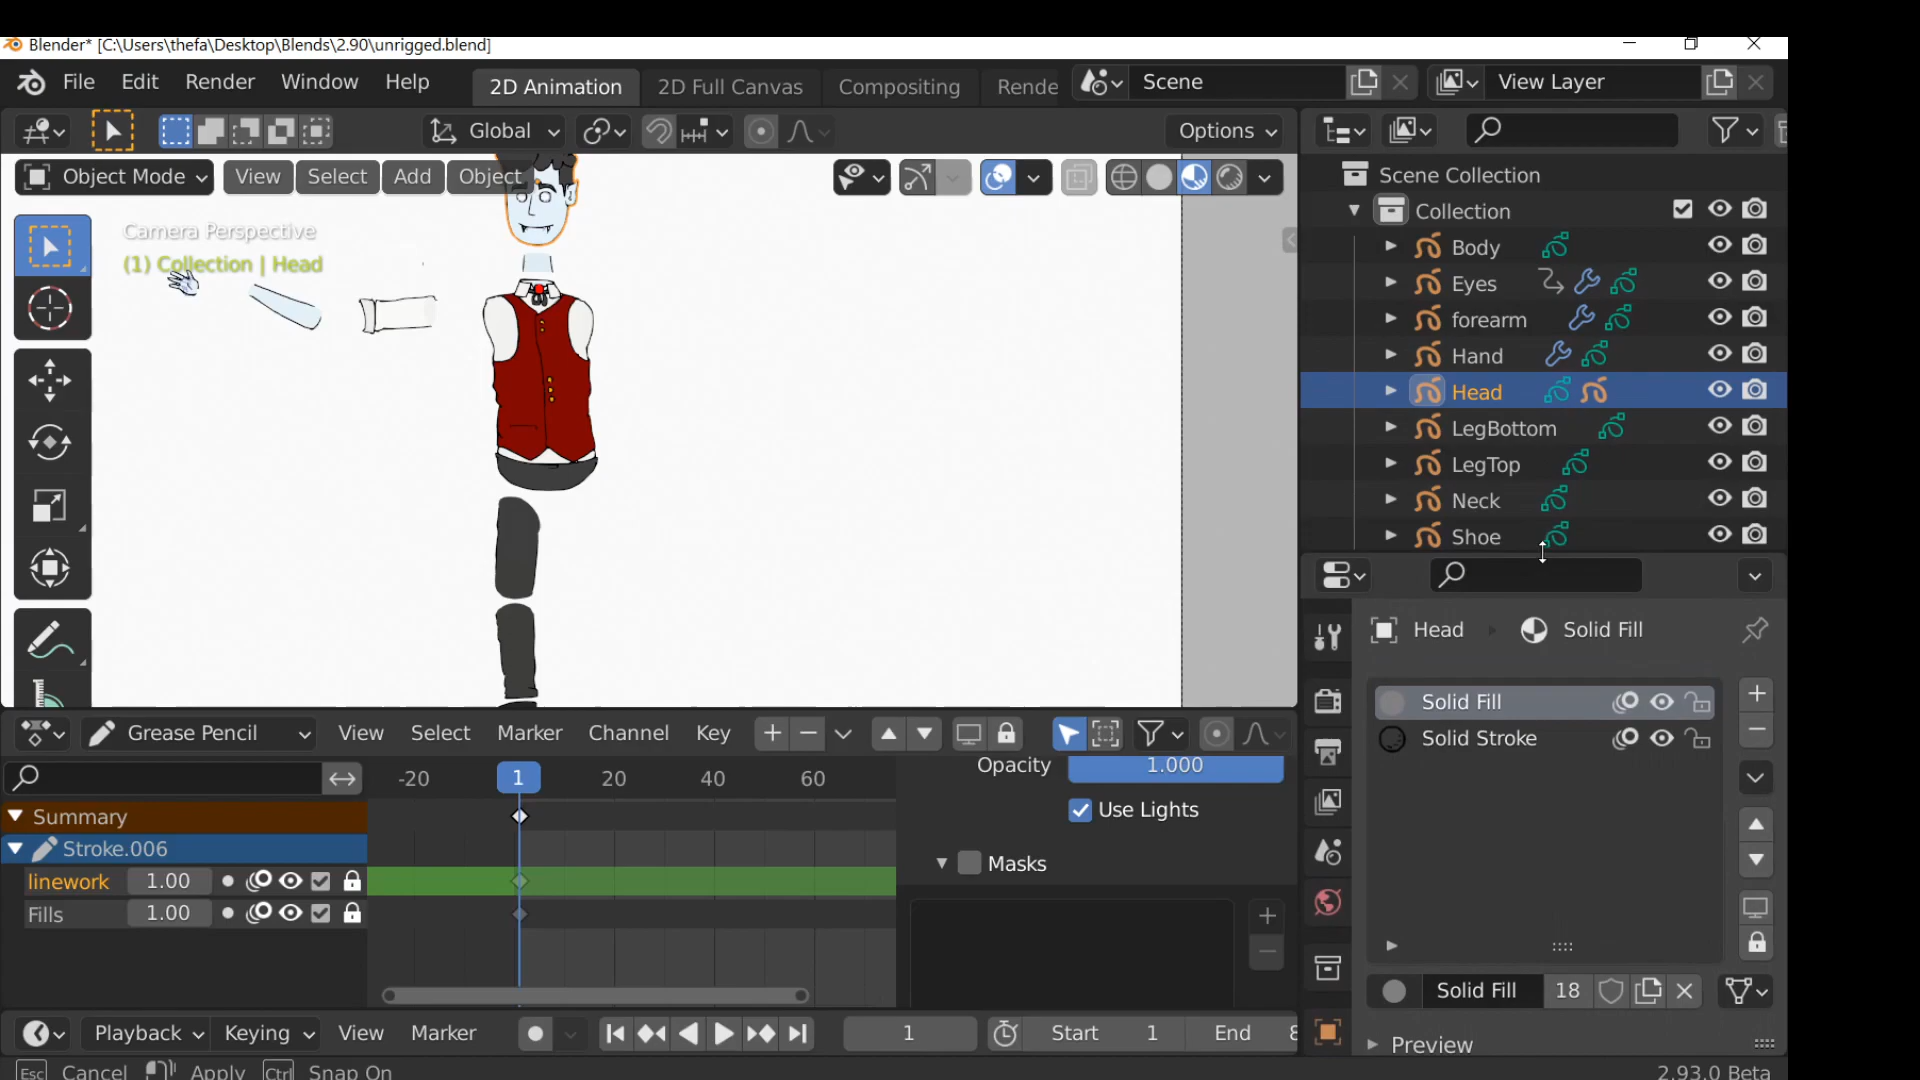 Blender* [C:\Users\thefa\Desktop\Blends\2.90\unrigged.blend]
File Edit Render Window Help 2D Animation 2D Full Canvas Compositing Rende Scene View Layer
Global Options
Object Mode View Select Add Object
Scene Collection
Collection
Camera Perspective
(1) Collection | Head
Body
Eyes
forearm
Hand
Head
LegBottom
LegTop
Neck
Shoe
Head Solid Fill
Solid Fill
Solid Stroke
Grease Pencil View Select Marker Channel Key
-20 1 20 40 60
Opacity 1.000
Use Lights
Masks
Summary
Stroke.006
linework 1.00
Fills 1.00
Solid Fill 18
Playback Keying View Marker 1 Start 1 End 8
Preview
Esc Cancel Apply Ctrl Snap On 2.93.0 Beta